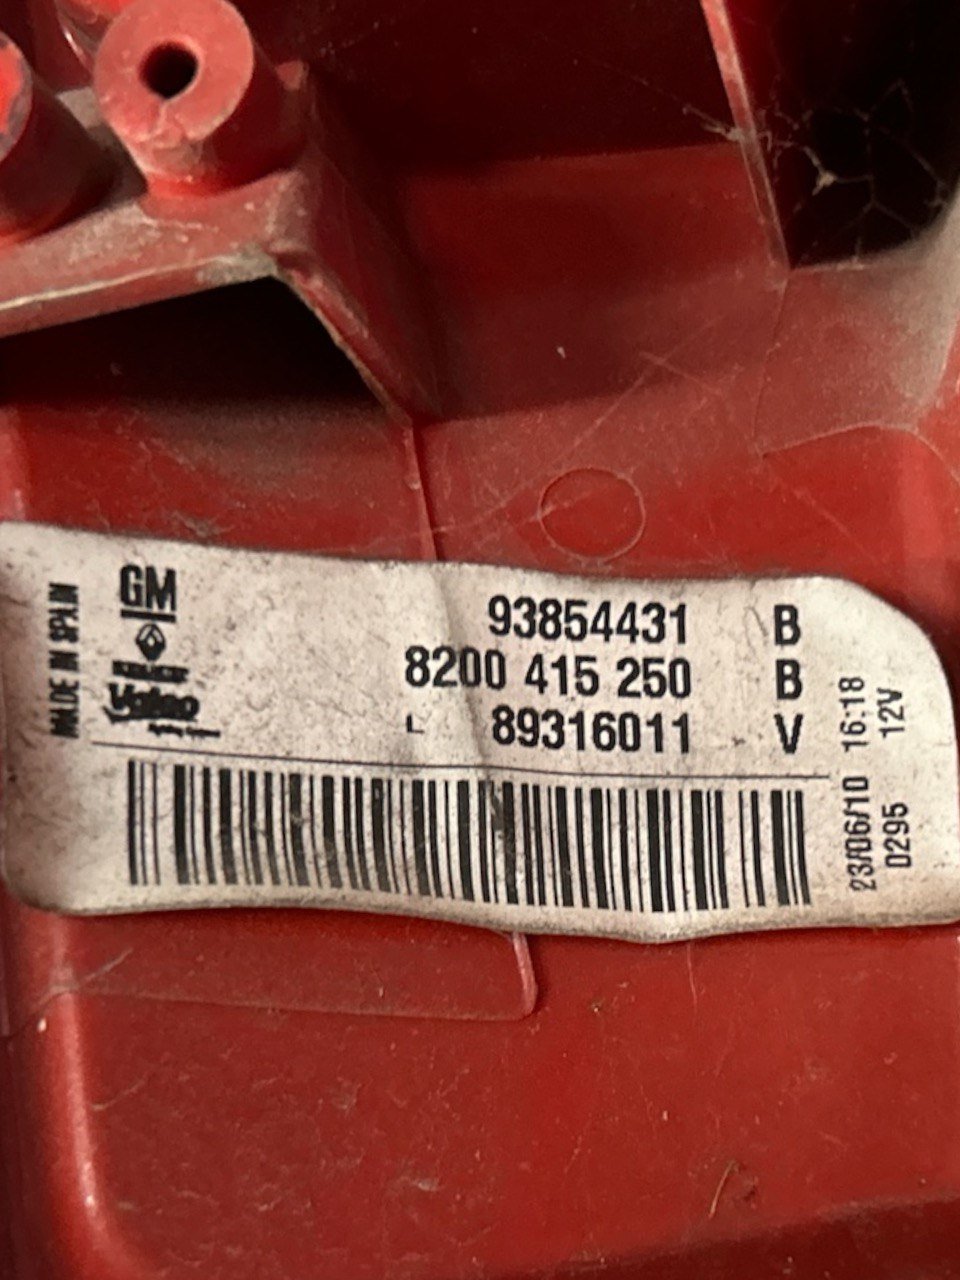 MADE IN SPAIN
GM
Valeo
93854431 B
8200 415 250 B
L 89316011 V
23/06/10 16:18
0295 12V